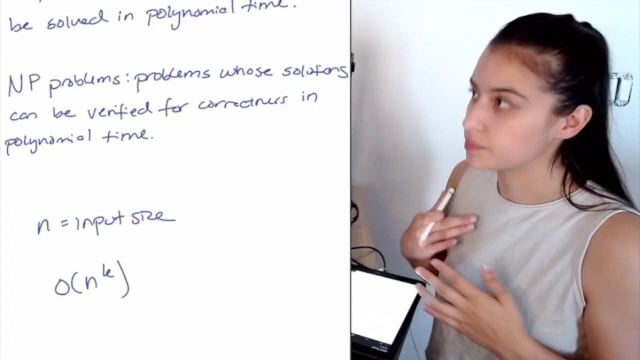 be solved in polynomial time.
NP problems: problems whose solutions
can be verified for correctness in
polynomial time.
n = input size
O(n^k)